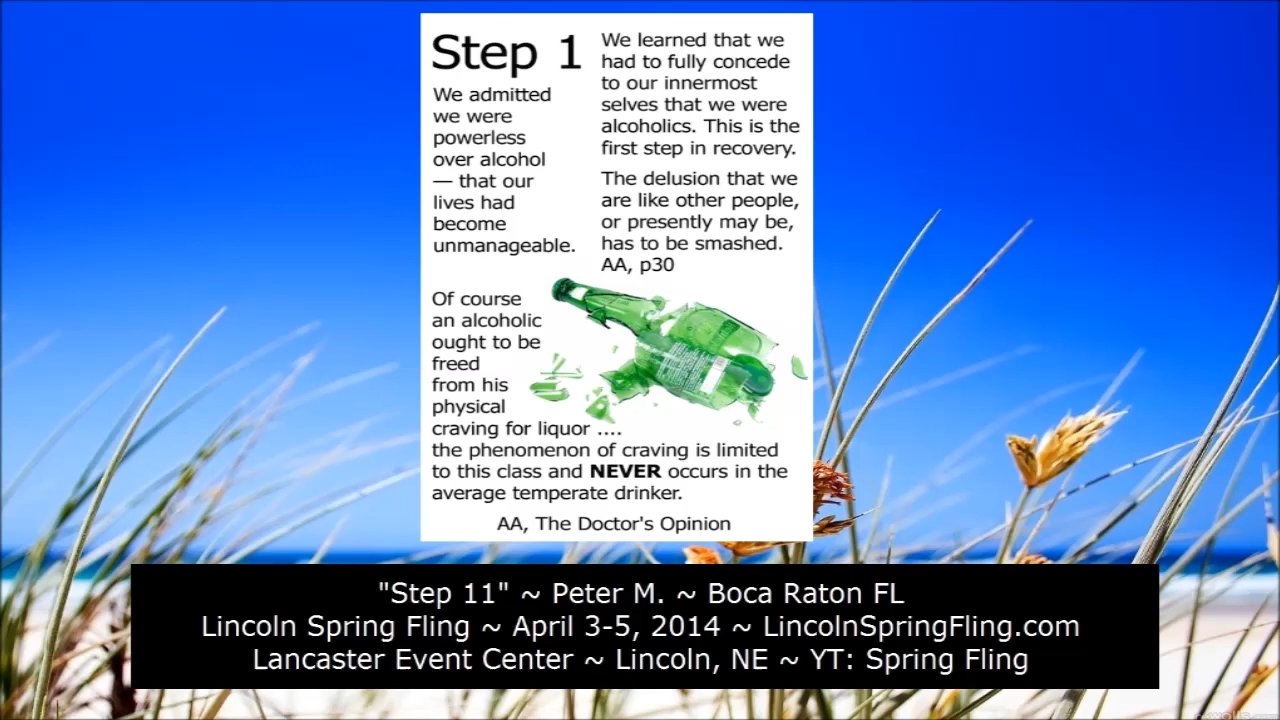 Step 1
We admitted
we were
powerless
over alcohol
— that our
lives had
become
unmanageable.
We learned that we
had to fully concede
to our innermost
selves that we were
alcoholics. This is the
first step in recovery.
The delusion that we
are like other people,
or presently may be,
has to be smashed.
AA, p30
Of course
an alcoholic
ought to be
freed
from his
physical
craving for liquor ....
the phenomenon of craving is limited
to this class and NEVER occurs in the
average temperate drinker.
AA, The Doctor's Opinion
"Step 11" ~ Peter M. ~ Boca Raton FL
Lincoln Spring Fling ~ April 3-5, 2014 ~ LincolnSpringFling.com
Lancaster Event Center ~ Lincoln, NE ~ YT: Spring Fling